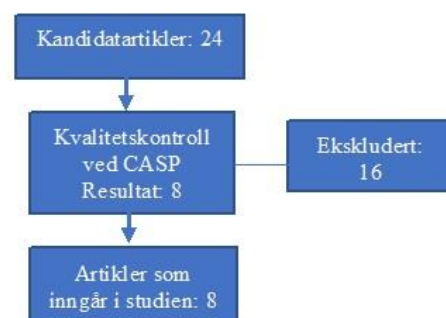 Kandidatartikler: 24
Kvalitetskontroll
ved CASP
Resultat: 8
Ekskludert:
16
Artikler som
inngår i studien: 8